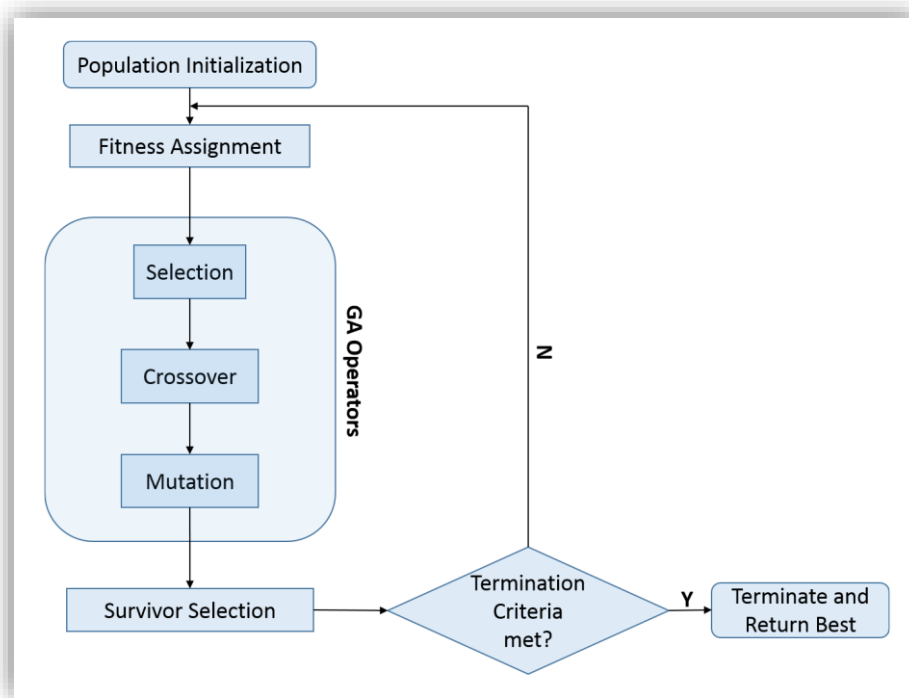 Population Initialization
Fitness Assignment
Selection
Crossover
Mutation
GA Operators
N
Survivor Selection
Termination
Criteria
met?
Y
Terminate and
Return Best